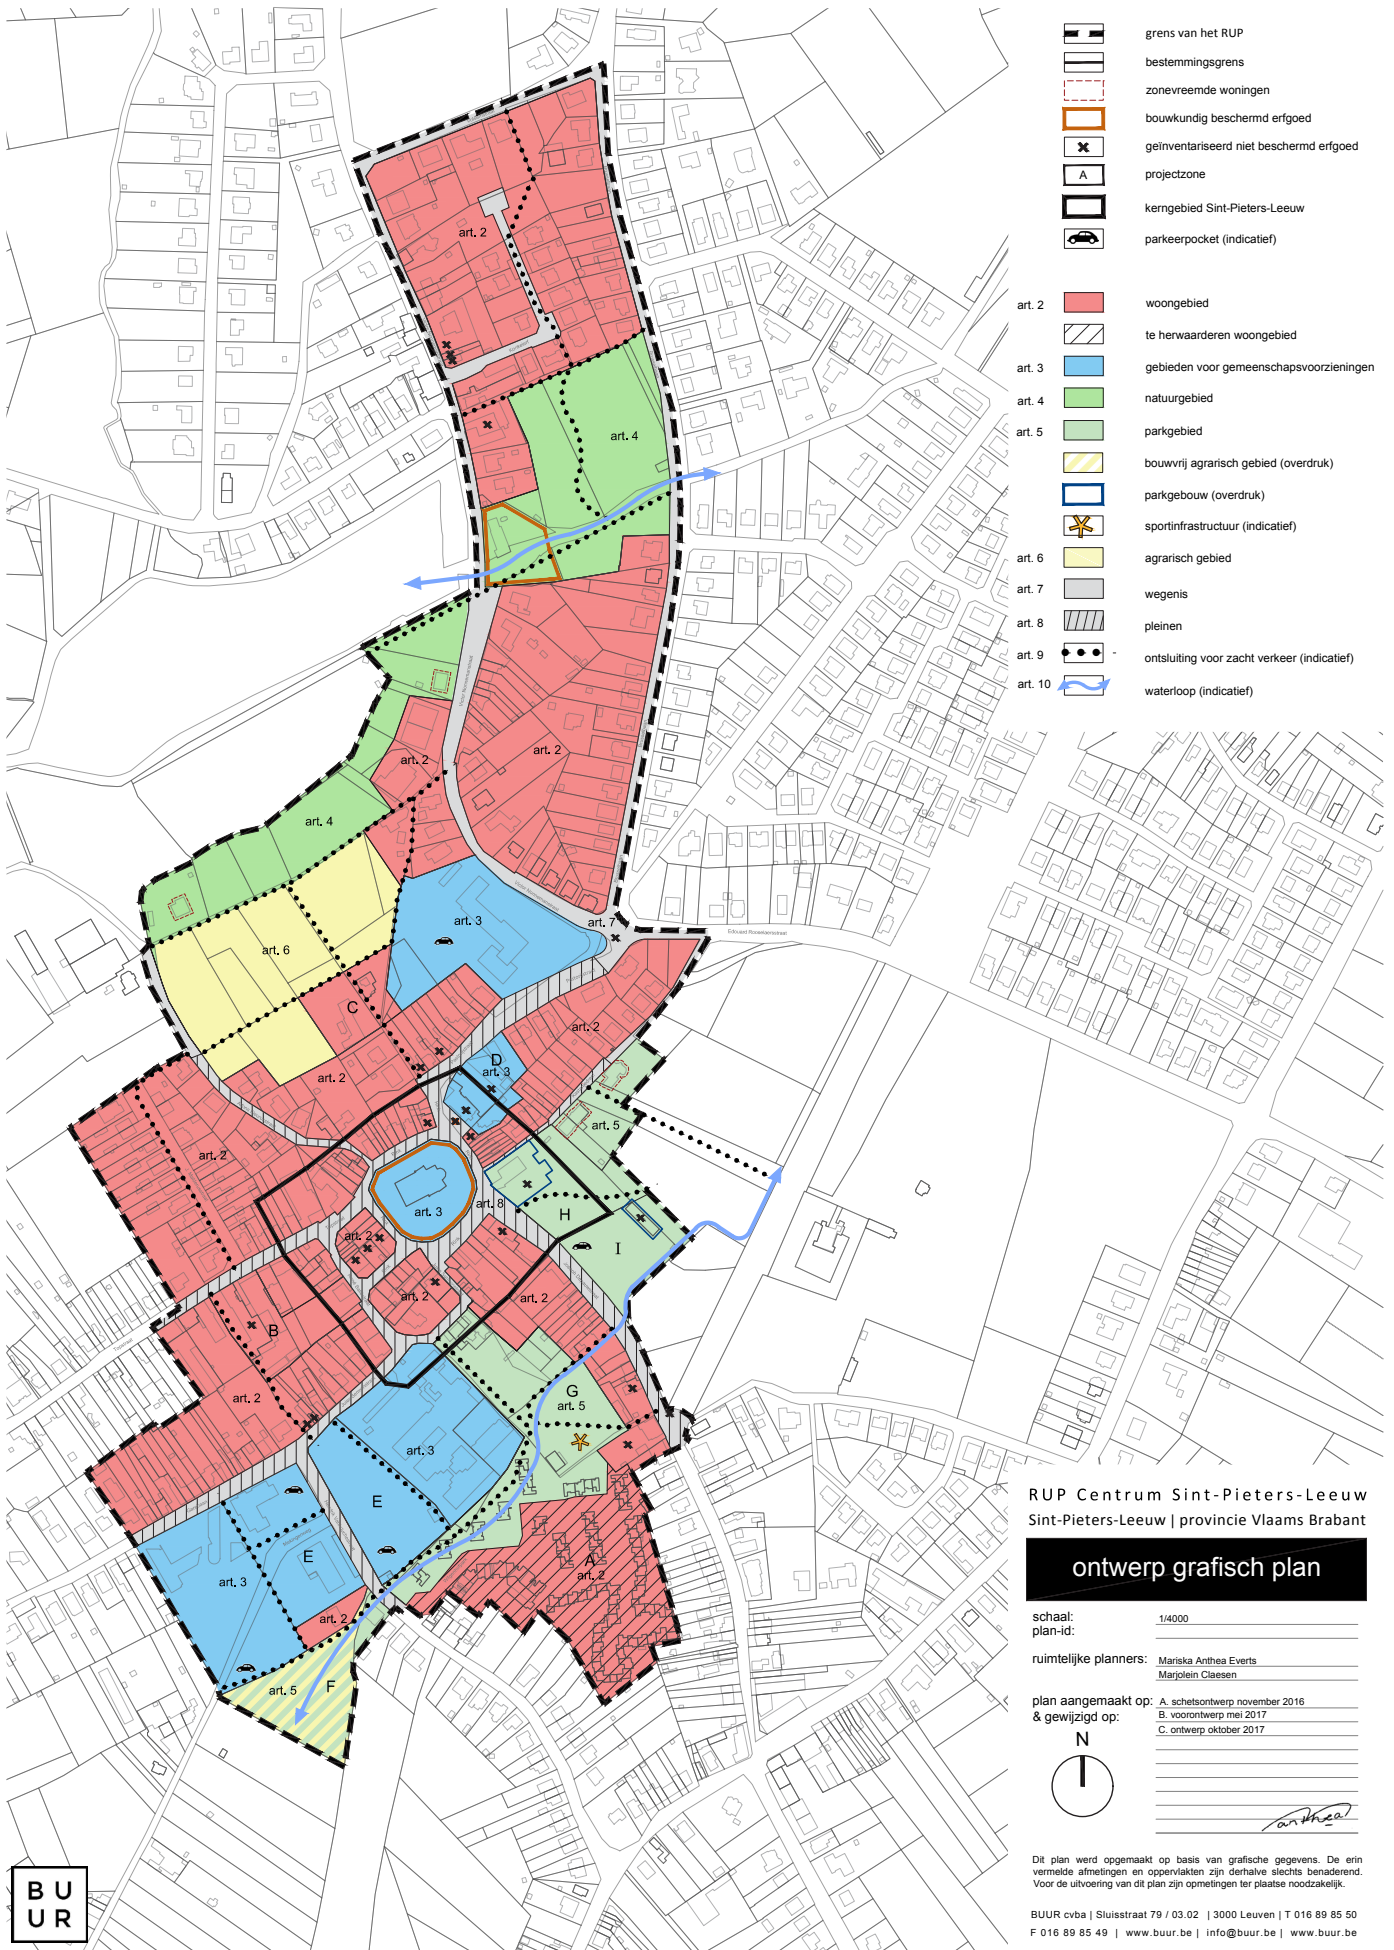 grens van het RUP
bestemmingsgrens
zonevreemde woningen
bouwkundig beschermd erfgoed
geïnventariseerd niet beschermd erfgoed
A projectzone
kerngebied Sint-Pieters-Leeuw
parkeerpocket (indicatief)
art. 2 woongebied
te herwaarderen woongebied
art. 3 gebieden voor gemeenschapsvoorzieningen
art. 4 natuurgebied
art. 5 parkgebied
bouwvrij agrarisch gebied (overdruk)
parkgebouw (overdruk)
sportinfrastructuur (indicatief)
art. 6 agrarisch gebied
art. 7 wegenis
art. 8 pleinen
art. 9 ontsluiting voor zacht verkeer (indicatief)
art. 10 waterloop (indicatief)
art. 2
art. 4
art. 2
art. 2
art. 4
art. 3
art. 7
Edouard Rooselaersstraat
art. 6
C
art. 2
art. 2
D
art. 3
art. 5
art. 2
art. 3
art. 8
H
I
art. 2
art. 2
art. 2
B
art. 2
G
art. 5
art. 3
E
E
art. 3
A
art. 2
art. 2
F
art. 5
RUP Centrum Sint-Pieters-Leeuw
Sint-Pieters-Leeuw | provincie Vlaams Brabant
ontwerp grafisch plan
schaal: 1/4000
plan-id:
ruimtelijke planners: Mariska Anthea Everts
Marjolein Claesen
plan aangemaakt op: A. schetsontwerp november 2016
& gewijzigd op: B. voorontwerp mei 2017
C. ontwerp oktober 2017
N
Dit plan werd opgemaakt op basis van grafische gegevens. De erin
vermelde afmetingen en oppervlakten zijn derhalve slechts benaderend.
Voor de uitvoering van dit plan zijn opmetingen ter plaatse noodzakelijk.
BUUR cvba | Sluisstraat 79 / 03.02 | 3000 Leuven | T 016 89 85 50
F 016 89 85 49 | www.buur.be | info@buur.be | www.buur.be
BU
UR